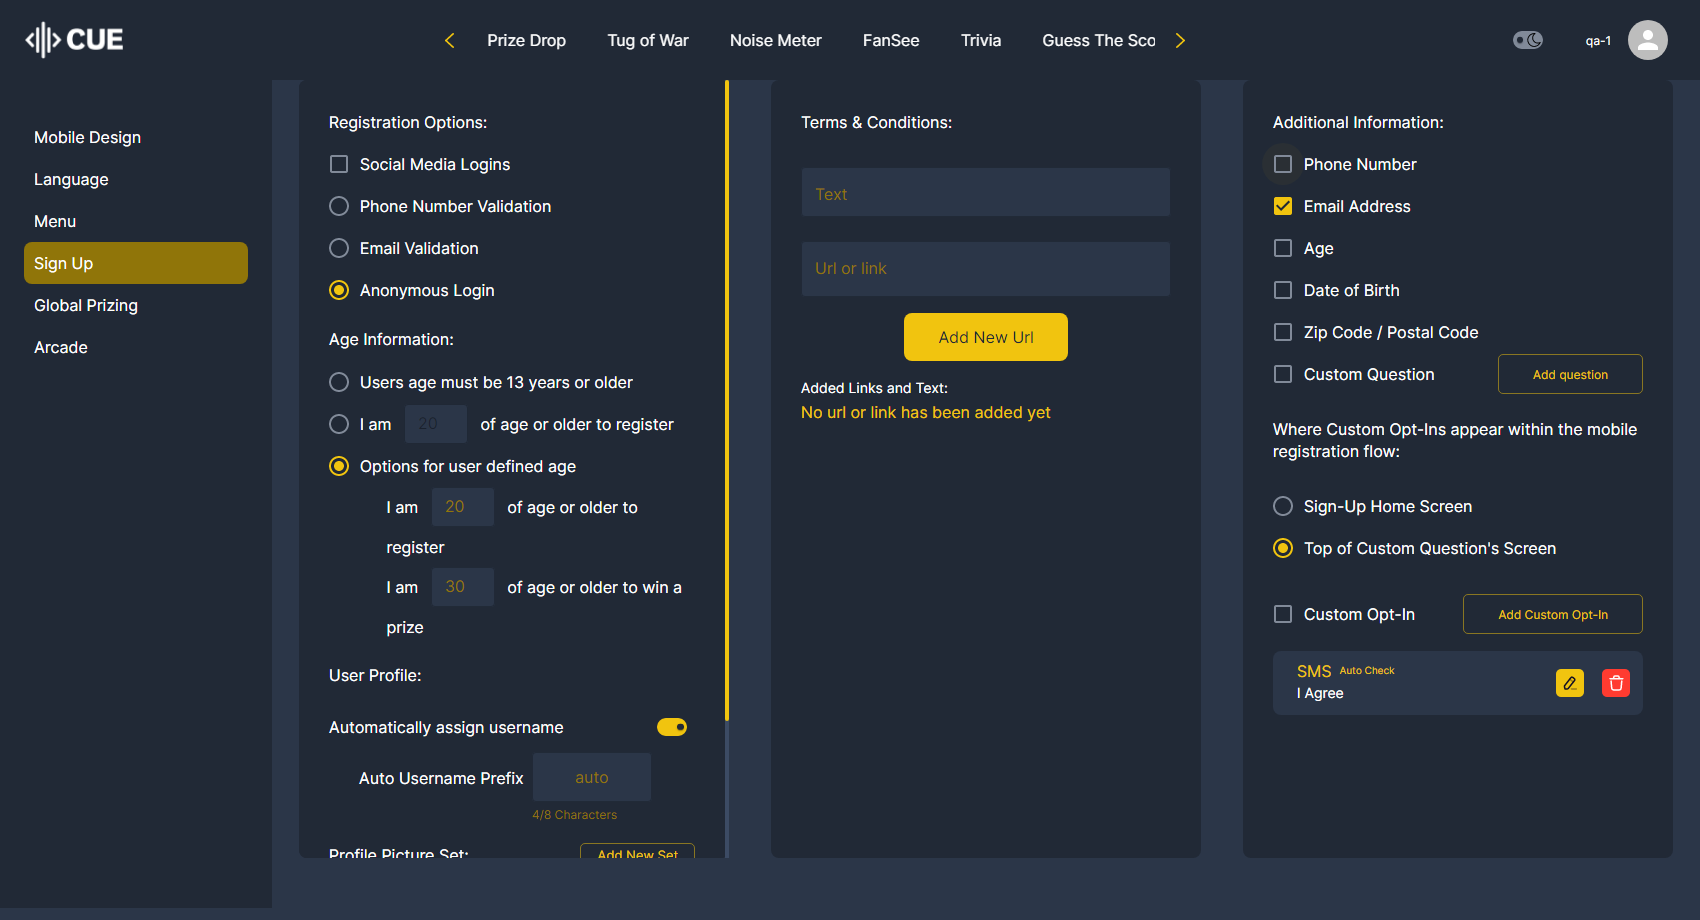 CUE
Prize Drop
Tug of War
Noise Meter
FanSee
Trivia
Guess The Sco
qa-1
Mobile Design
Language
Menu
Sign Up
Global Prizing
Arcade
Registration Options:
Social Media Logins
Phone Number Validation
Email Validation
Anonymous Login
Age Information:
Users age must be 13 years or older
I am 20 of age or older to register
Options for user defined age
I am 20 of age or older to
register
I am 30 of age or older to win a
prize
User Profile:
Automatically assign username
Auto Username Prefix auto
4/8 Characters
Profile Picture Set: Add New Set
Terms & Conditions:
Text
Url or link
Add New Url
Added Links and Text:
No url or link has been added yet
Additional Information:
Phone Number
Email Address
Age
Date of Birth
Zip Code / Postal Code
Custom Question Add question
Where Custom Opt-Ins appear within the mobile
registration flow:
Sign-Up Home Screen
Top of Custom Question's Screen
Custom Opt-In Add Custom Opt-In
SMS Auto Check
I Agree